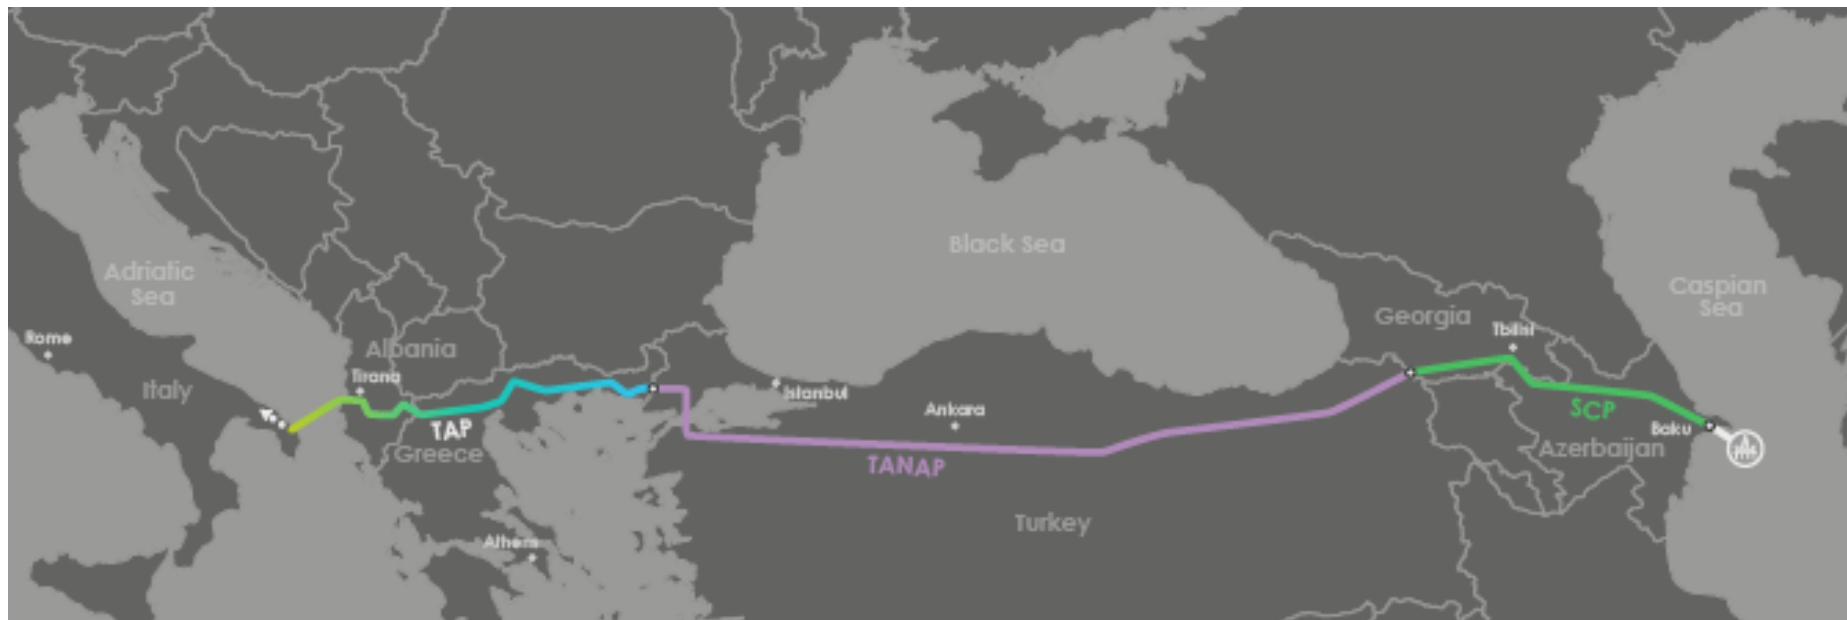 Black Sea
Adriatic
Sea
Caspian
Sea
Georgia
Tbilisi
Rome
Albania
Tirana
Italy
Istanbul
Ankara
SCP
TAP
Baku
Azerbaijan
Greece
TANAP
Turkey
Athens